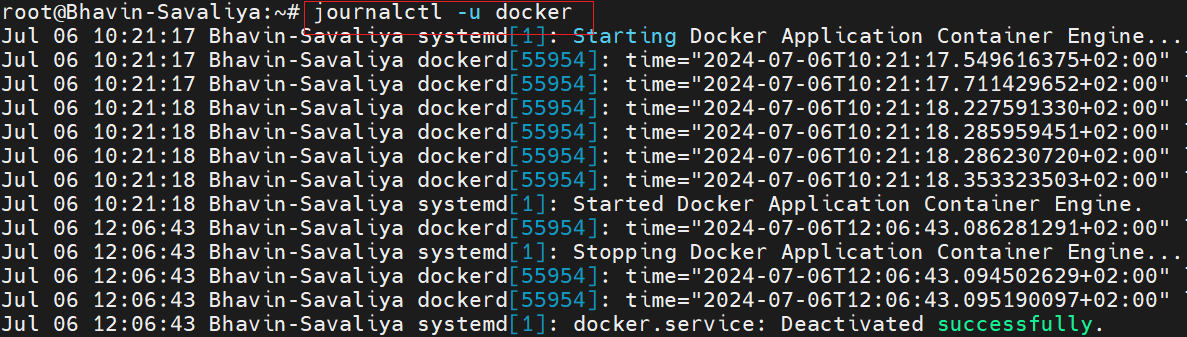 root@Bhavin-Savaliya:~# journalctl -u docker
Jul 06 10:21:17 Bhavin-Savaliya systemd[1]: Starting Docker Application Container Engine...
Jul 06 10:21:17 Bhavin-Savaliya dockerd[55954]: time="2024-07-06T10:21:17.549616375+02:00"
Jul 06 10:21:17 Bhavin-Savaliya dockerd[55954]: time="2024-07-06T10:21:17.711429652+02:00"
Jul 06 10:21:18 Bhavin-Savaliya dockerd[55954]: time="2024-07-06T10:21:18.227591330+02:00"
Jul 06 10:21:18 Bhavin-Savaliya dockerd[55954]: time="2024-07-06T10:21:18.285959451+02:00"
Jul 06 10:21:18 Bhavin-Savaliya dockerd[55954]: time="2024-07-06T10:21:18.286230720+02:00"
Jul 06 10:21:18 Bhavin-Savaliya dockerd[55954]: time="2024-07-06T10:21:18.353323503+02:00"
Jul 06 10:21:18 Bhavin-Savaliya systemd[1]: Started Docker Application Container Engine.
Jul 06 12:06:43 Bhavin-Savaliya dockerd[55954]: time="2024-07-06T12:06:43.086281291+02:00"
Jul 06 12:06:43 Bhavin-Savaliya systemd[1]: Stopping Docker Application Container Engine...
Jul 06 12:06:43 Bhavin-Savaliya dockerd[55954]: time="2024-07-06T12:06:43.094502629+02:00"
Jul 06 12:06:43 Bhavin-Savaliya dockerd[55954]: time="2024-07-06T12:06:43.095190097+02:00"
Jul 06 12:06:43 Bhavin-Savaliya systemd[1]: docker.service: Deactivated successfully.